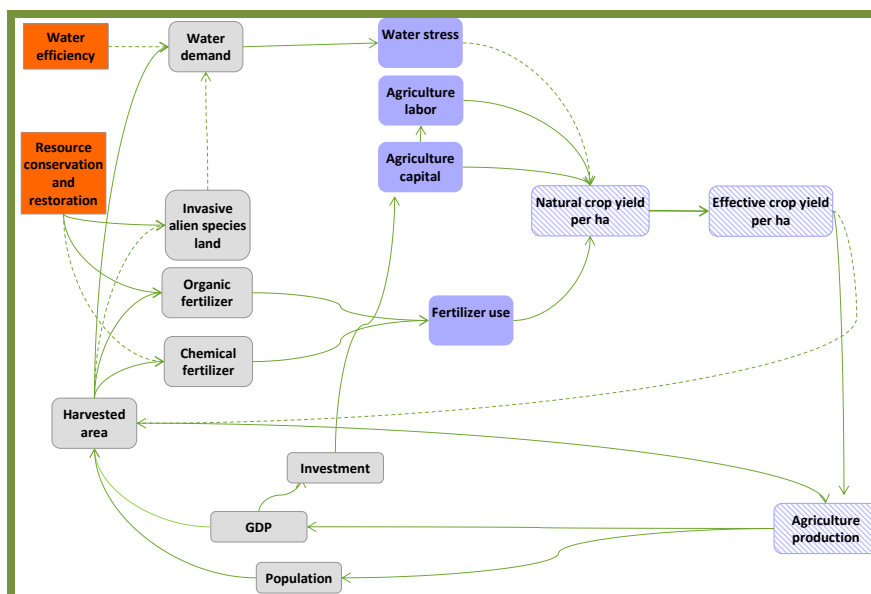 Water
efficiency
Water
demand
Water stress
Agriculture
labor
Resource
conservation
and
restoration
Agriculture
capital
Invasive
alien species
land
Natural crop yield
per ha
Effective crop yield
per ha
Organic
fertilizer
Fertilizer use
Chemical
fertilizer
Harvested
area
Investment
GDP
Agriculture
production
Population